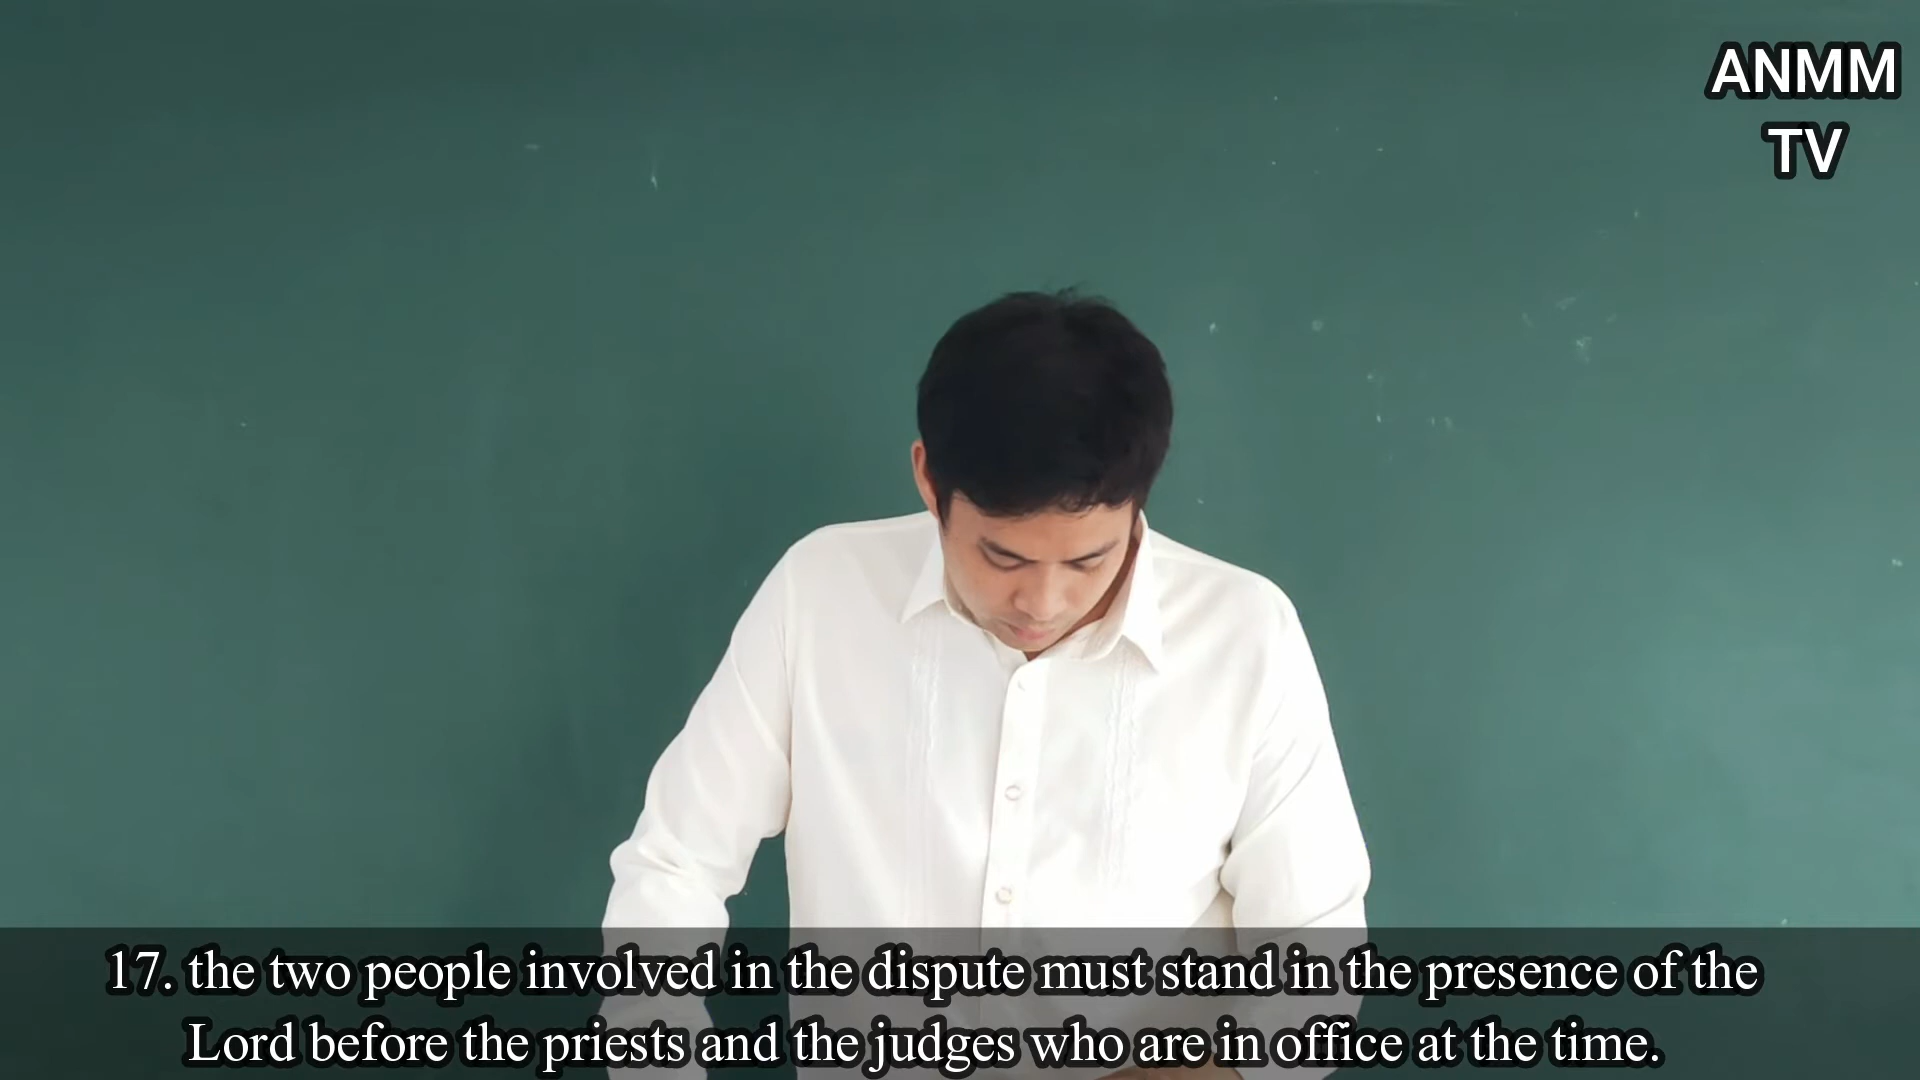 ANMM
TV
17. the two people involved in the dispute must stand in the presence of the
Lord before the priests and the judges who are in office at the time.